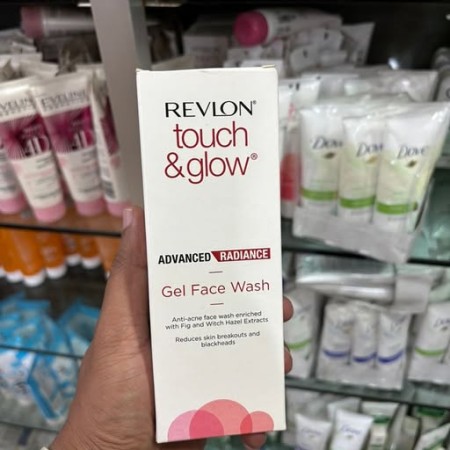 REVLON®
touch
&glow®
ADVANCED RADIANCE
Gel Face Wash
Anti-acne face wash enriched
with Fig and Witch Hazel Extracts
Reduces skin breakouts and
blackheads
EVELINE
Dove
Dove
Dove